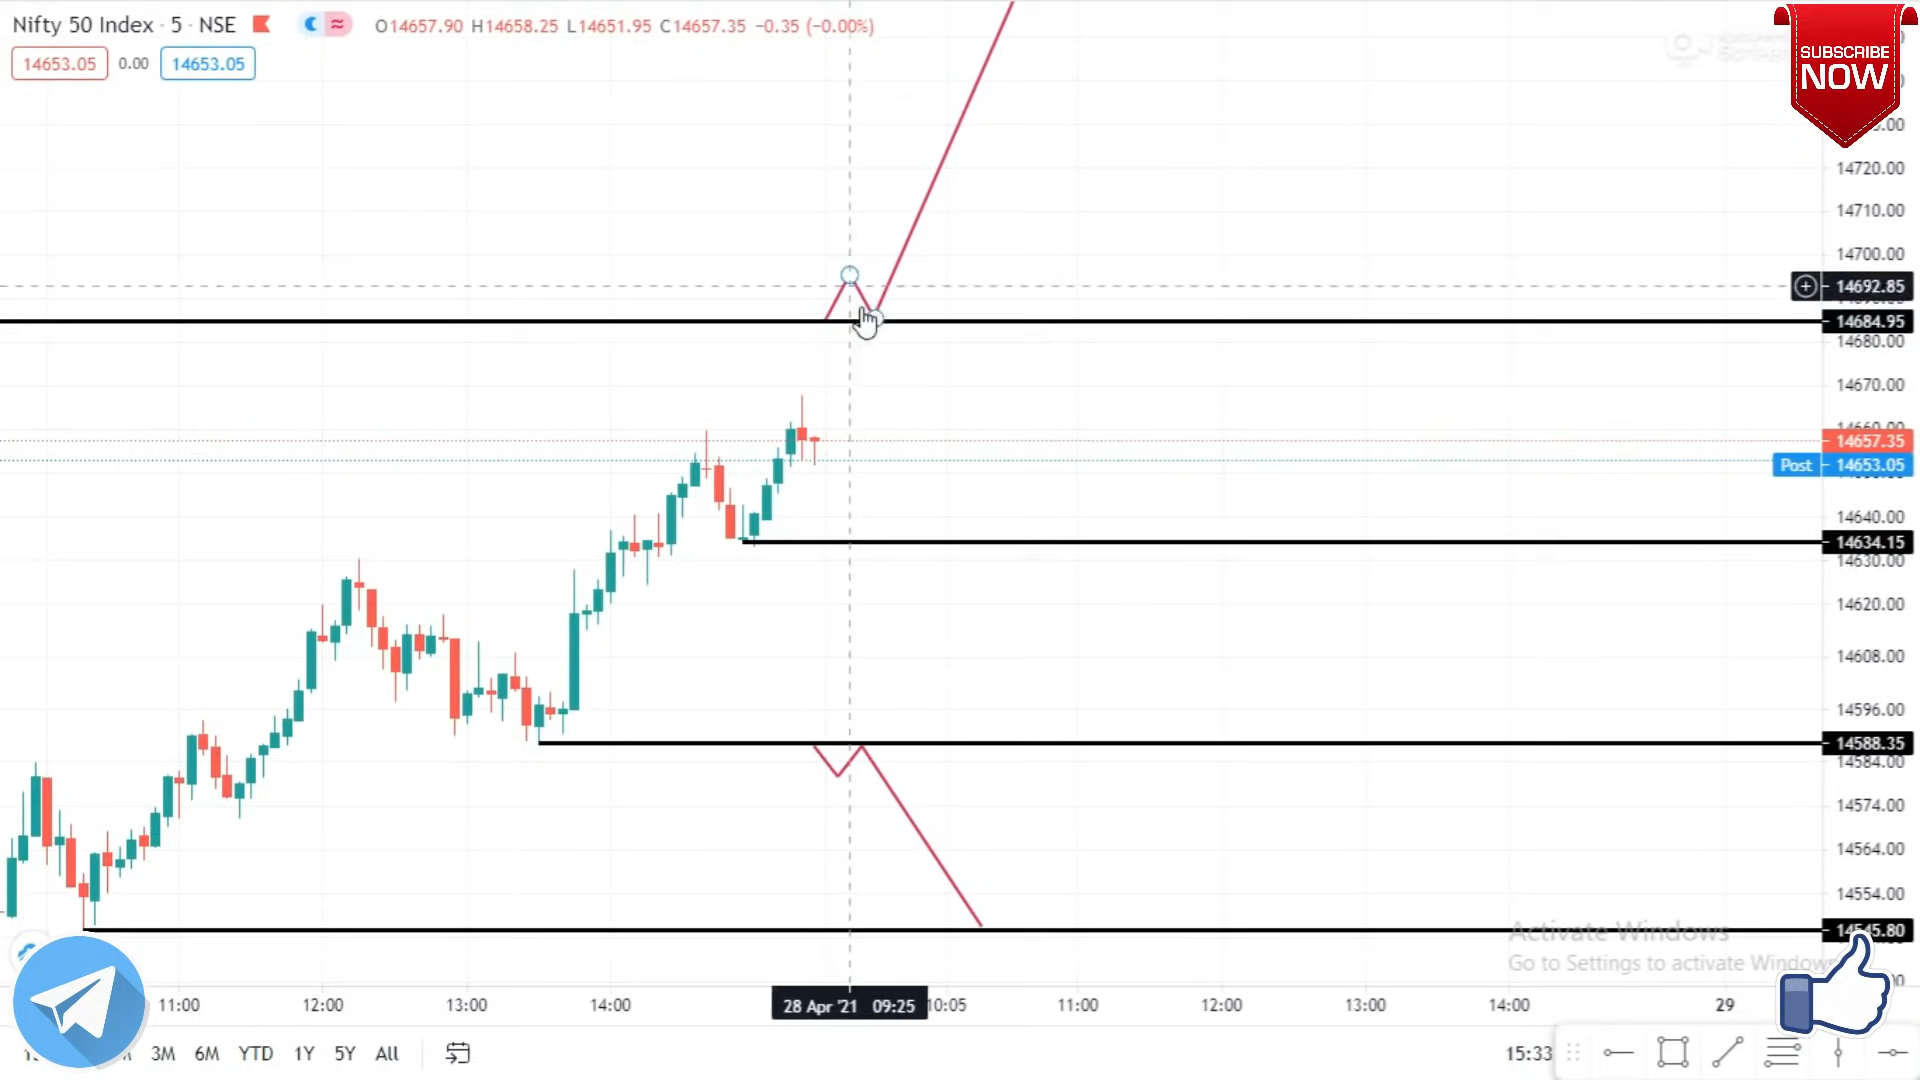 Nifty 50 Index · 5 · NSE
O14657.90 H14658.25 L14651.95 C14657.35 −0.35 (−0.00%)
14653.05 0.00 14653.05
SUBSCRIBE
NOW
14720.00
14710.00
14700.00
14692.85
14684.95
14680.00
14670.00
14660.00
14657.35
Post 14653.05
14640.00
14634.15
14630.00
14620.00
14608.00
14596.00
14588.35
14584.00
14574.00
14564.00
14554.00
14545.80
Activate Windows
Go to Settings to activate Windows
11:00 12:00 13:00 14:00 28 Apr '21 09:25 10:05 11:00 12:00 13:00 14:00 29
3M 6M YTD 1Y 5Y All
15:33